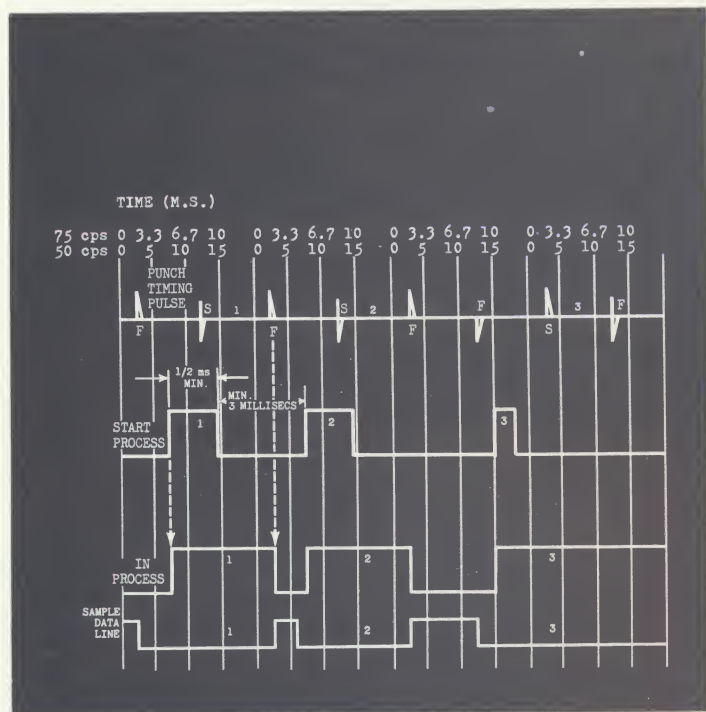 TIME (M.S.)
75 cps 0 3.3 6.7 10 0 3.3 6.7 10 0 3.3 6.7 10 0 3.3 6.7 10
50 cps 0 5 10 15 0 5 10 15 0 5 10 15 0 5 10 15
PUNCH
TIMING
PULSE
S 1 S 2 F 3 F
F F F S
1/2 ms
MIN.
MIN.
3 MILLISECS
START
PROCESS
1 2 3
IN
PROCESS
1 2 3
SAMPLE
DATA
LINE
1 2 3